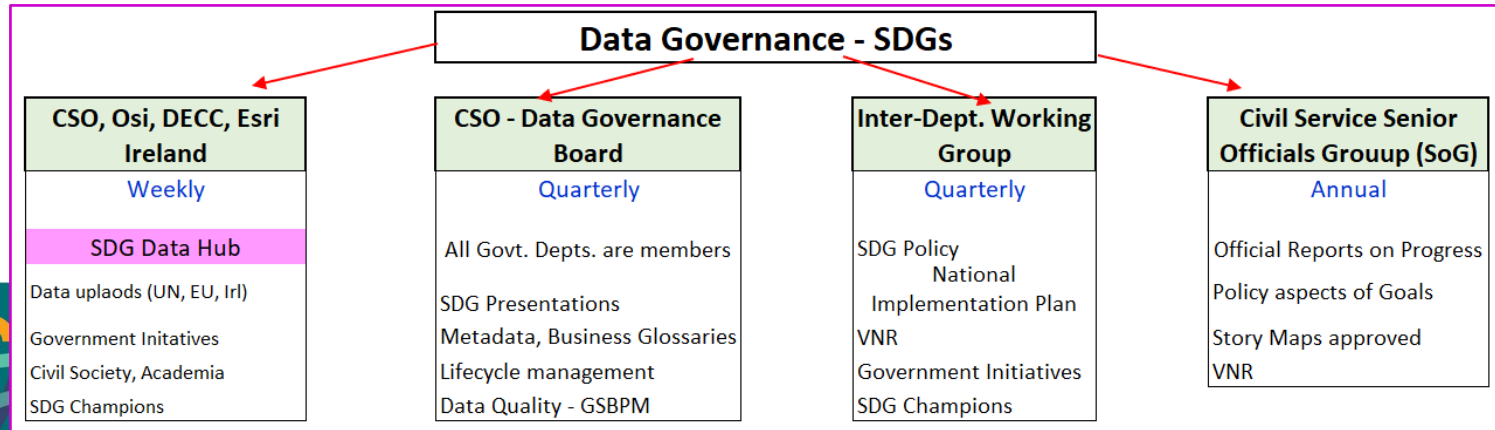 Data Governance - SDGs
CSO, Osi, DECC, Esri
Ireland
Weekly
SDG Data Hub
Data uplaods (UN, EU, Irl)
Government Initatives
Civil Society, Academia
SDG Champions
CSO - Data Governance
Board
Quarterly
All Govt. Depts. are members
SDG Presentations
Metadata, Business Glossaries
Lifecycle management
Data Quality - GSBPM
Inter-Dept. Working
Group
Quarterly
SDG Policy
National
Implementation Plan
VNR
Government Initiatives
SDG Champions
Civil Service Senior
Officials Grouup (SoG)
Annual
Official Reports on Progress
Policy aspects of Goals
Story Maps approved
VNR